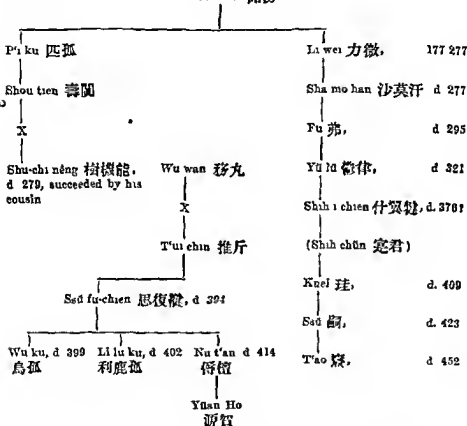 P'i ku 匹孤
Li wei 力微, 177 277
Shou tien 壽闐
Sha mo han 沙莫汗 d 277
X
Fu 弗, d 295
Shu-chi nêng 樹機能,
d 279, succeeded by his
cousin
Wu wan 務丸
Yü lü 鬱律, d 321
X
Shih i chien 什翼犍, d. 376?
T'ui chin 推斤
(Shih chün 寔君)
Ssŭ fu-chien 思復鞬, d 394
Kuei 珪, d. 409
Ssŭ 嗣, d. 423
Wu ku, d 399
烏孤
Li lu ku, d 402
利鹿孤
Nu t'an d 414
傉檀
T'ao 燾, d 452
Yüan Ho
源賀